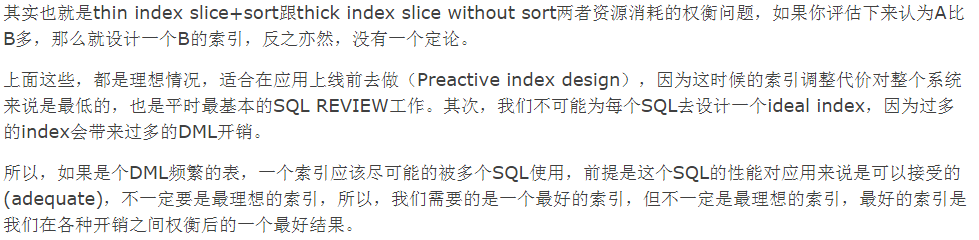 其实也就是thin index slice+sort跟thick index slice without sort两者资源消耗的权衡问题，如果你评估下来认为A比
B多，那么就设计一个B的索引，反之亦然，没有一个定论。
上面这些，都是理想情况，适合在应用上线前去做（Preactive index design），因为这时候的索引调整代价对整个系统
来说是最低的，也是平时最基本的SQL REVIEW工作。其次，我们不可能为每个SQL去设计一个ideal index，因为过多
的index会带来过多的DML开销。
所以，如果是个DML频繁的表，一个索引应该尽可能的被多个SQL使用，前提是这个SQL的性能对应用来说是可以接受的
(adequate)，不一定要是最理想的索引，所以，我们需要的是一个最好的索引，但不一定是最理想的索引，最好的索引是
我们在各种开销之间权衡后的一个最好结果。